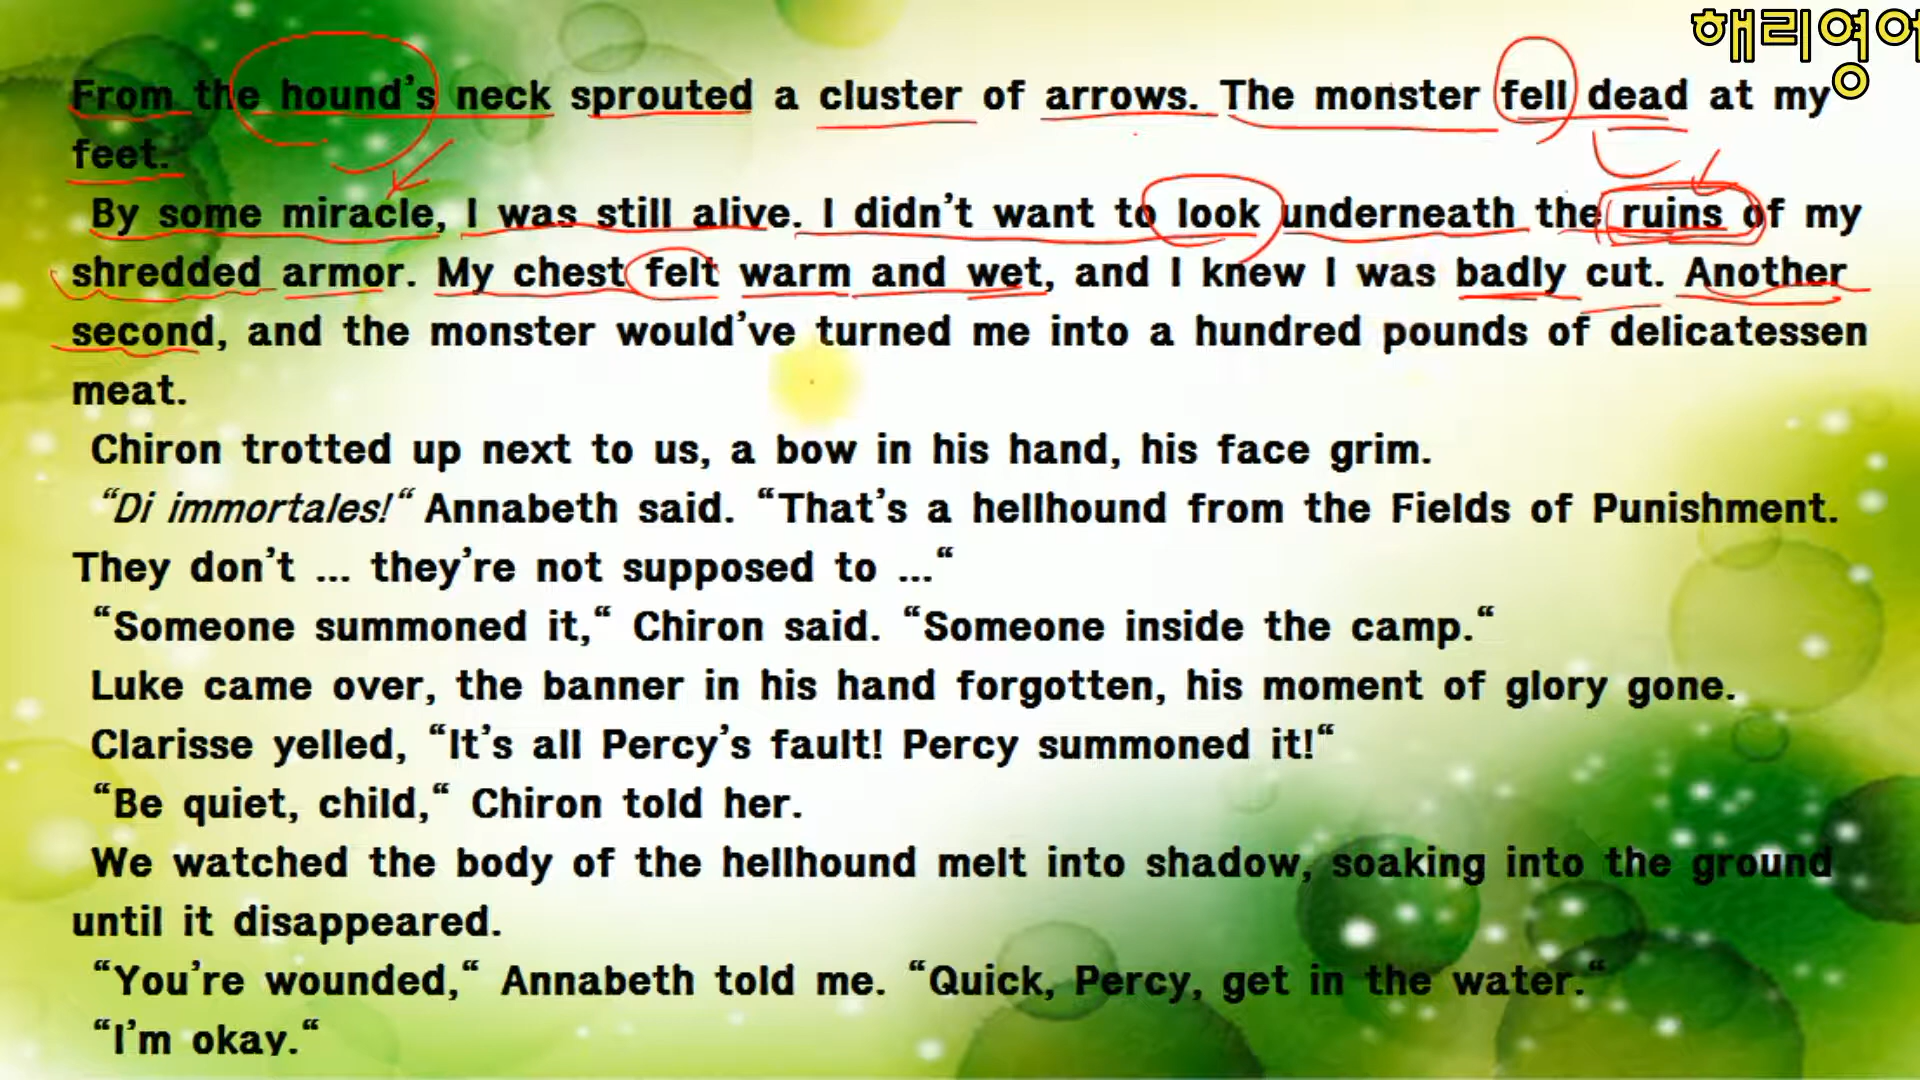 해리영어
From the hound's neck sprouted a cluster of arrows. The monster fell dead at my
feet.
By some miracle, I was still alive. I didn't want to look underneath the ruins of my
shredded armor. My chest felt warm and wet, and I knew I was badly cut. Another
second, and the monster would've turned me into a hundred pounds of delicatessen
meat.
Chiron trotted up next to us, a bow in his hand, his face grim.
“Di immortales!“ Annabeth said. “That's a hellhound from the Fields of Punishment.
They don't ... they're not supposed to ...“
“Someone summoned it,“ Chiron said. “Someone inside the camp.“
Luke came over, the banner in his hand forgotten, his moment of glory gone.
Clarisse yelled, “It's all Percy's fault! Percy summoned it!“
“Be quiet, child,“ Chiron told her.
We watched the body of the hellhound melt into shadow, soaking into the ground
until it disappeared.
“You're wounded,“ Annabeth told me. “Quick, Percy, get in the water.“
“I'm okay.“